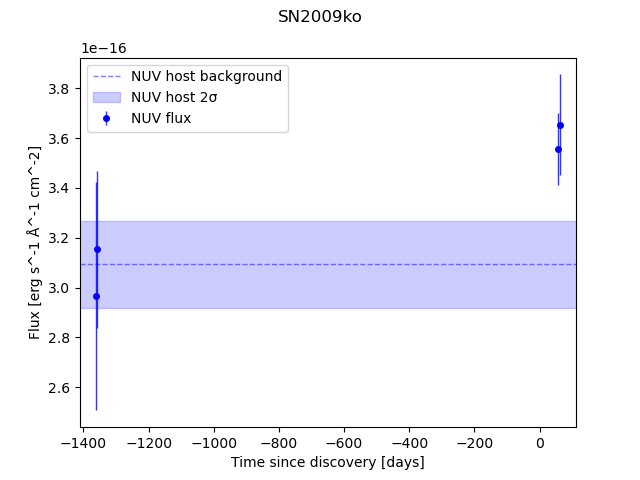 SN2009ko
1e−16
NUV host background
NUV host 2σ
NUV flux
3.8
3.6
3.4
3.2
3.0
2.8
2.6
Flux [erg s^-1 Å^-1 cm^-2]
−1400 −1200 −1000 −800 −600 −400 −200 0
Time since discovery [days]